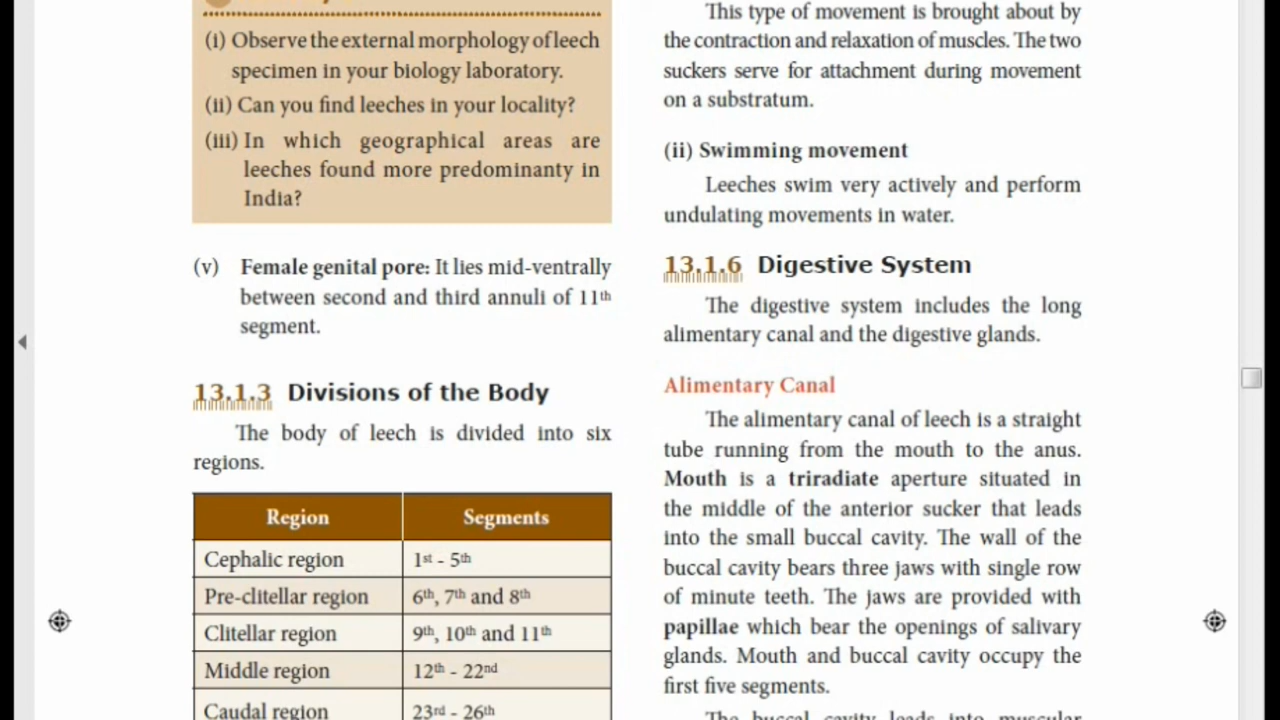 (i) Observe the external morphology of leech
specimen in your biology laboratory.
(ii) Can you find leeches in your locality?
(iii) In which geographical areas are
leeches found more predominanty in
India?
(v) Female genital pore: It lies mid-ventrally
between second and third annuli of 11th
segment.
13.1.3 Divisions of the Body
The body of leech is divided into six
regions.
Region Segments
Cephalic region 1st - 5th
Pre-clitellar region 6th, 7th and 8th
Clitellar region 9th, 10th and 11th
Middle region 12th - 22nd
Caudal region 23rd - 26th
This type of movement is brought about by
the contraction and relaxation of muscles. The two
suckers serve for attachment during movement
on a substratum.
(ii) Swimming movement
Leeches swim very actively and perform
undulating movements in water.
13.1.6 Digestive System
The digestive system includes the long
alimentary canal and the digestive glands.
Alimentary Canal
The alimentary canal of leech is a straight
tube running from the mouth to the anus.
Mouth is a triradiate aperture situated in
the middle of the anterior sucker that leads
into the small buccal cavity. The wall of the
buccal cavity bears three jaws with single row
of minute teeth. The jaws are provided with
papillae which bear the openings of salivary
glands. Mouth and buccal cavity occupy the
first five segments.
The buccal cavity leads into muscular